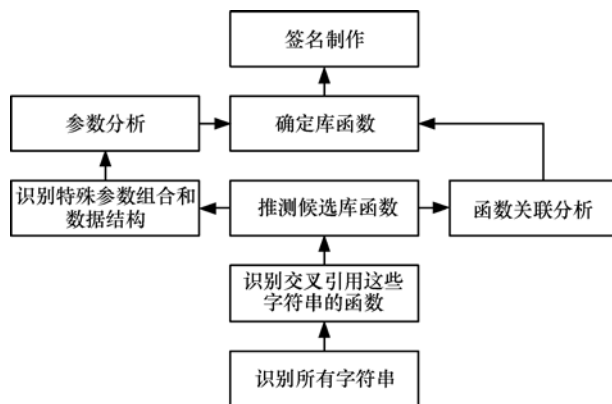 签名制作
参数分析
确定库函数
识别特殊参数组合和
数据结构
推测候选库函数
函数关联分析
识别交叉引用这些
字符串的函数
识别所有字符串